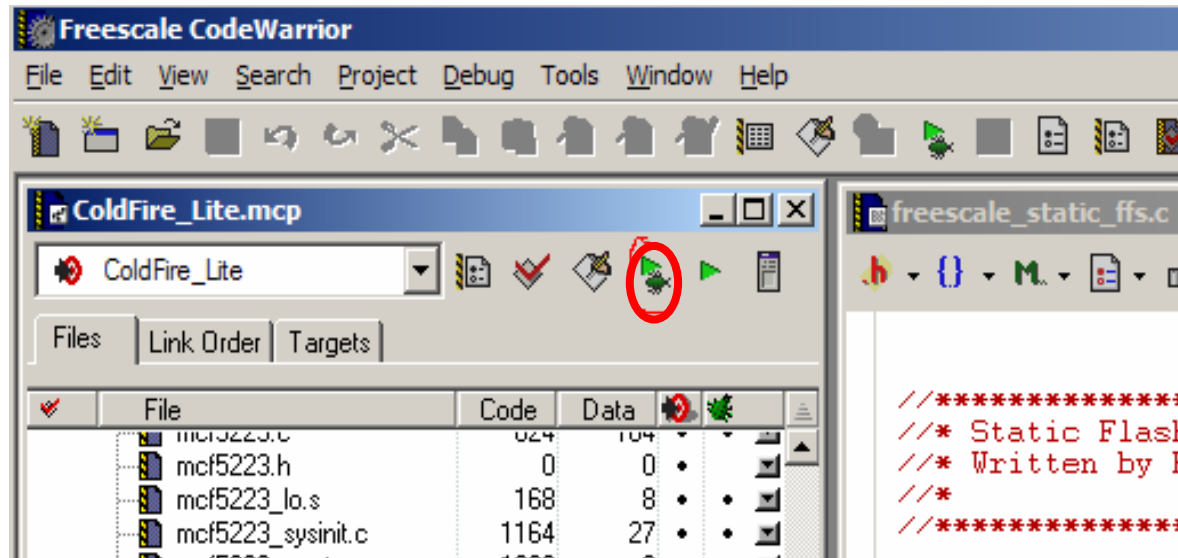 Freescale CodeWarrior
File Edit View Search Project Debug Tools Window Help
ColdFire_Lite.mcp
freescale_static_ffs.c
ColdFire_Lite
.h {} M.
Files Link Order Targets
File Code Data
mcf5223.h 0 0
mcf5223_lo.s 168 8
mcf5223_sysinit.c 1164 27
//**************
//* Static Flas
//* Written by
//*
//**************